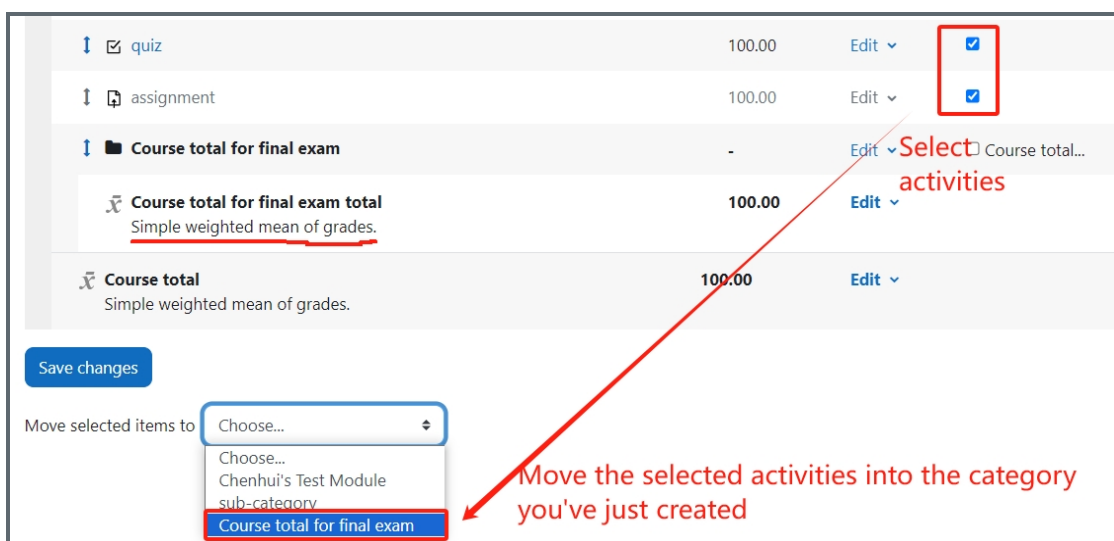 quiz 100.00 Edit
assignment 100.00 Edit
Course total for final exam - Edit Course total...
Select
activities
Course total for final exam total 100.00 Edit
Simple weighted mean of grades.
Course total 100.00 Edit
Simple weighted mean of grades.
Save changes
Move selected items to Choose...
Choose...
Chenhui's Test Module
sub-category
Course total for final exam
Move the selected activities into the category
you've just created